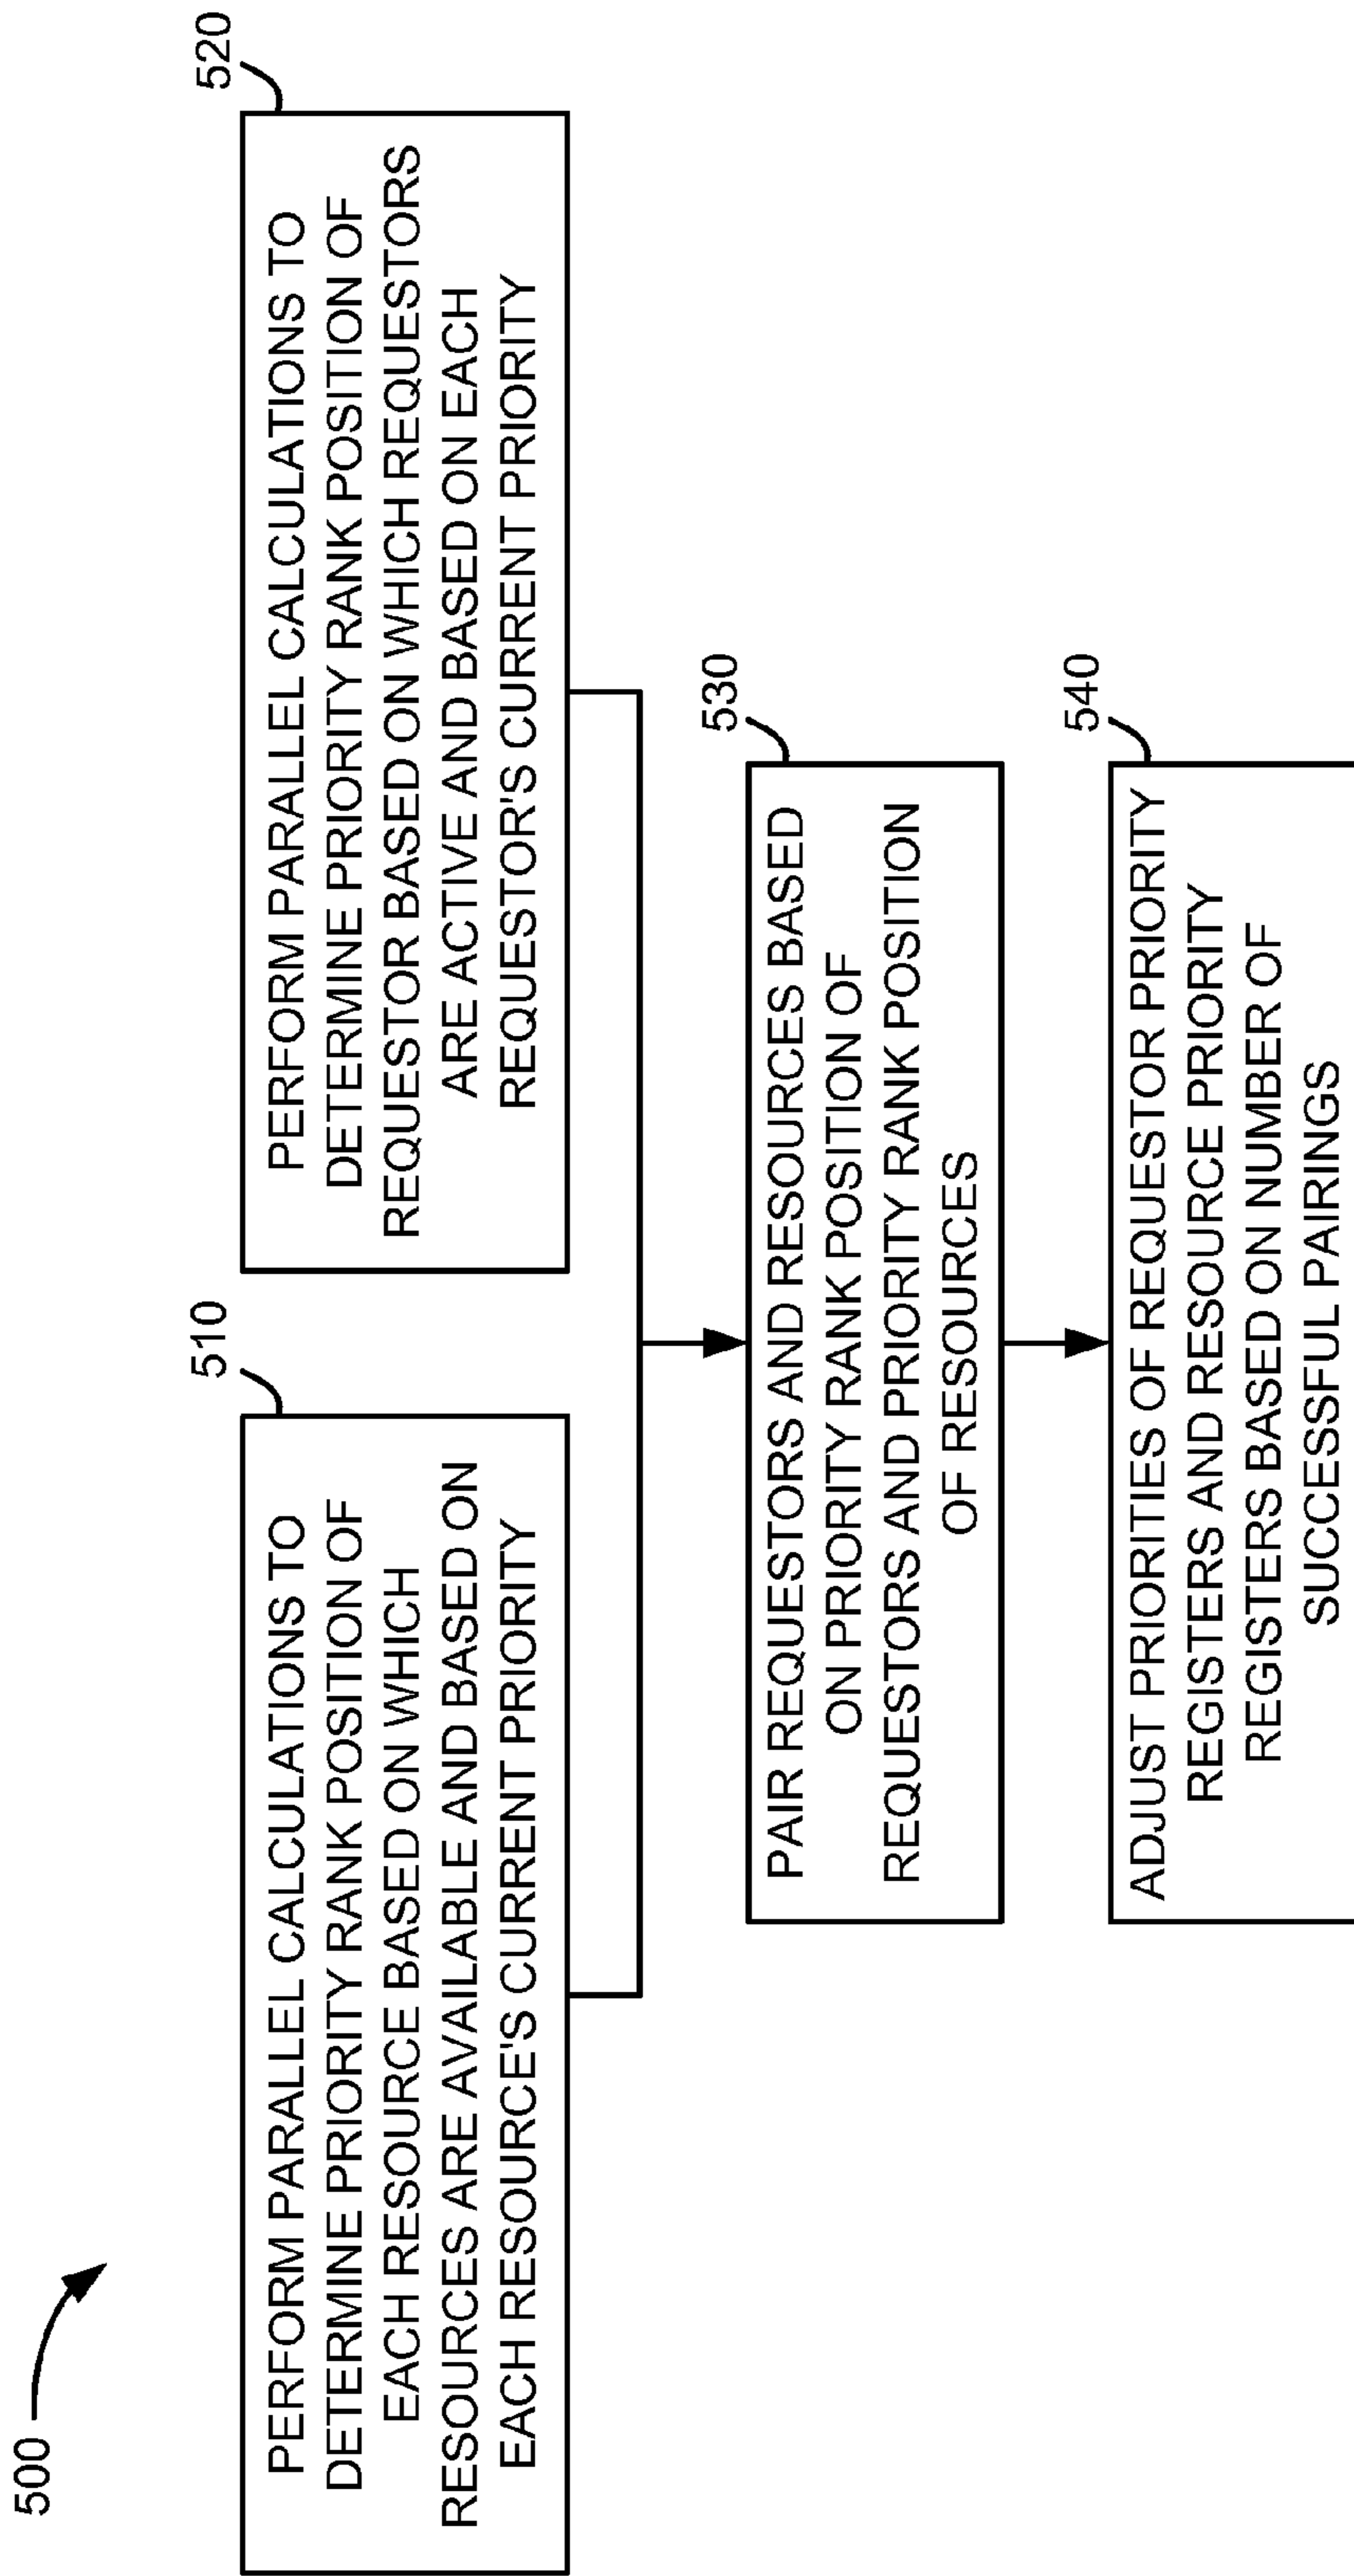 500
510
PERFORM PARALLEL CALCULATIONS TO
DETERMINE PRIORITY RANK POSITION OF
EACH RESOURCE BASED ON WHICH
RESOURCES ARE AVAILABLE AND BASED ON
EACH RESOURCE'S CURRENT PRIORITY
520
PERFORM PARALLEL CALCULATIONS TO
DETERMINE PRIORITY RANK POSITION OF
REQUESTOR BASED ON WHICH REQUESTORS
ARE ACTIVE AND BASED ON EACH
REQUESTOR'S CURRENT PRIORITY
530
PAIR REQUESTORS AND RESOURCES BASED
ON PRIORITY RANK POSITION OF
REQUESTORS AND PRIORITY RANK POSITION
OF RESOURCES
540
ADJUST PRIORITIES OF REQUESTOR PRIORITY
REGISTERS AND RESOURCE PRIORITY
REGISTERS BASED ON NUMBER OF
SUCCESSFUL PAIRINGS